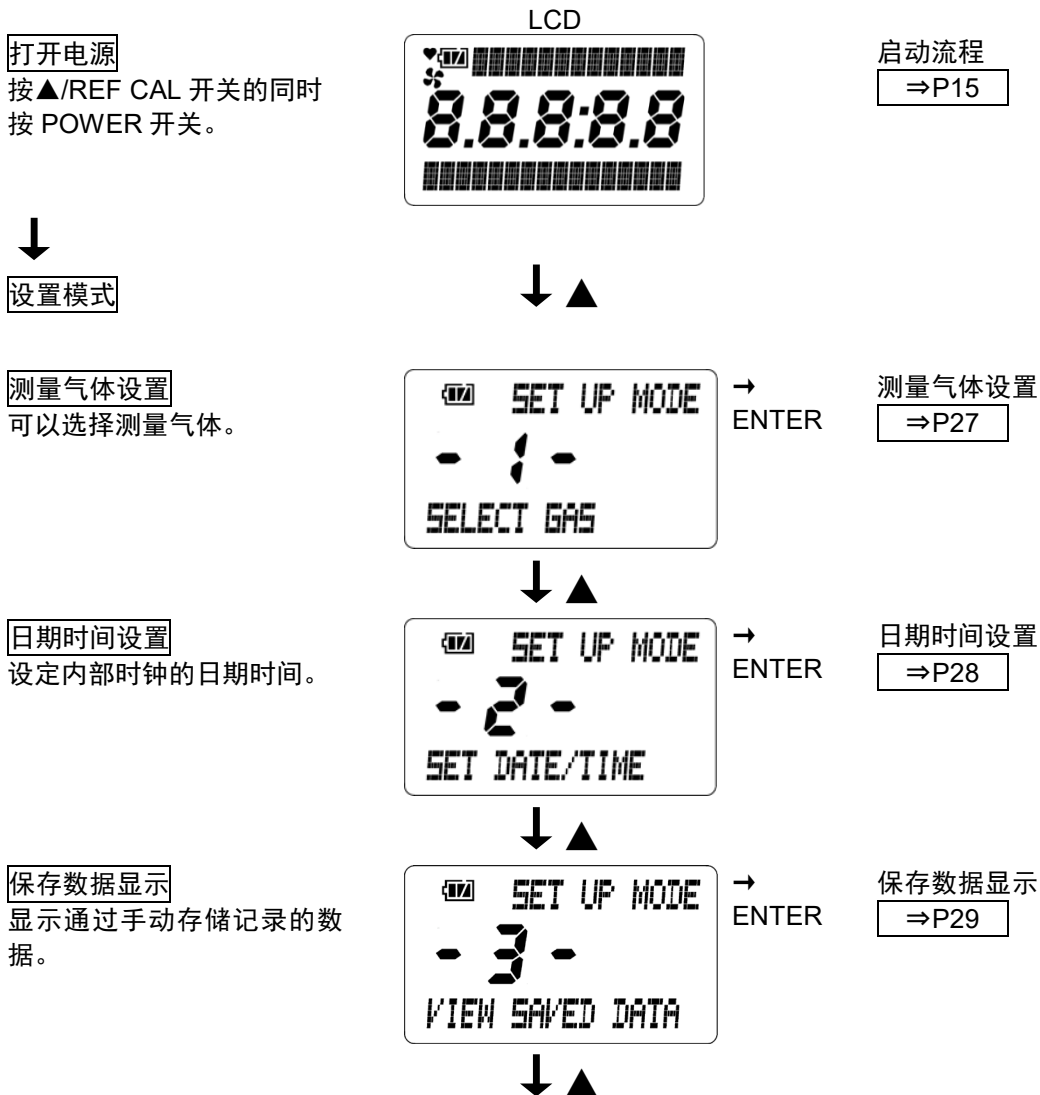 LCD
打开电源
按▲/REF CAL 开关的同时
按 POWER 开关。
8.8.8:8.8
启动流程
⇒P15
↓
设置模式
↓ ▲
测量气体设置
可以选择测量气体。
SET UP MODE
- 1 -
SELECT GAS
→
ENTER
测量气体设置
⇒P27
↓ ▲
日期时间设置
设定内部时钟的日期时间。
SET UP MODE
- 2 -
SET DATE/TIME
→
ENTER
日期时间设置
⇒P28
↓ ▲
保存数据显示
显示通过手动存储记录的数
据。
SET UP MODE
- 3 -
VIEW SAVED DATA
→
ENTER
保存数据显示
⇒P29
↓ ▲